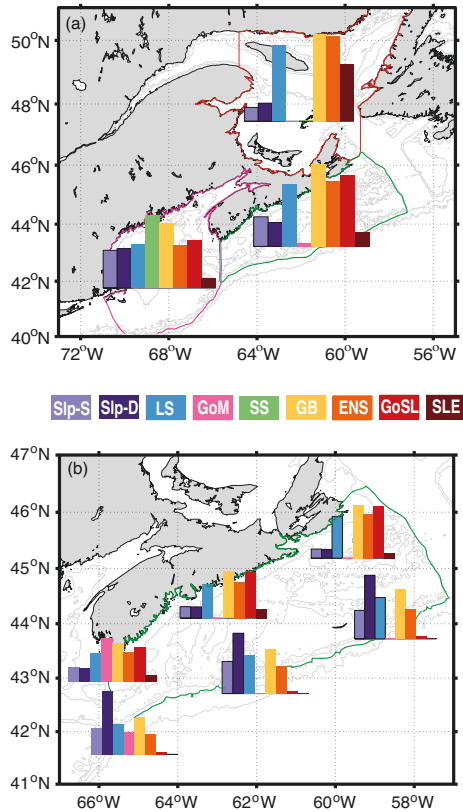 (a)
50°N
48°N
46°N
44°N
42°N
40°N
72°W 68°W 64°W 60°W 56°W
Slp-S Slp-D LS GoM SS GB ENS GoSL SLE
(b)
47°N
46°N
45°N
44°N
43°N
42°N
41°N
66°W 64°W 62°W 60°W 58°W